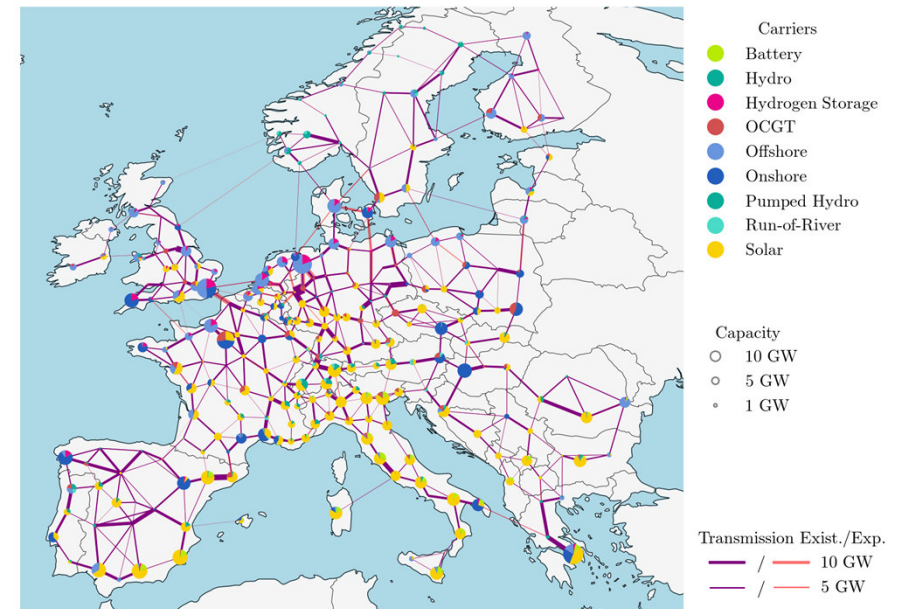 Carriers
Battery
Hydro
Hydrogen Storage
OCGT
Offshore
Onshore
Pumped Hydro
Run-of-River
Solar
Capacity
10 GW
5 GW
1 GW
Transmission Exist./Exp.
/ 10 GW
/ 5 GW